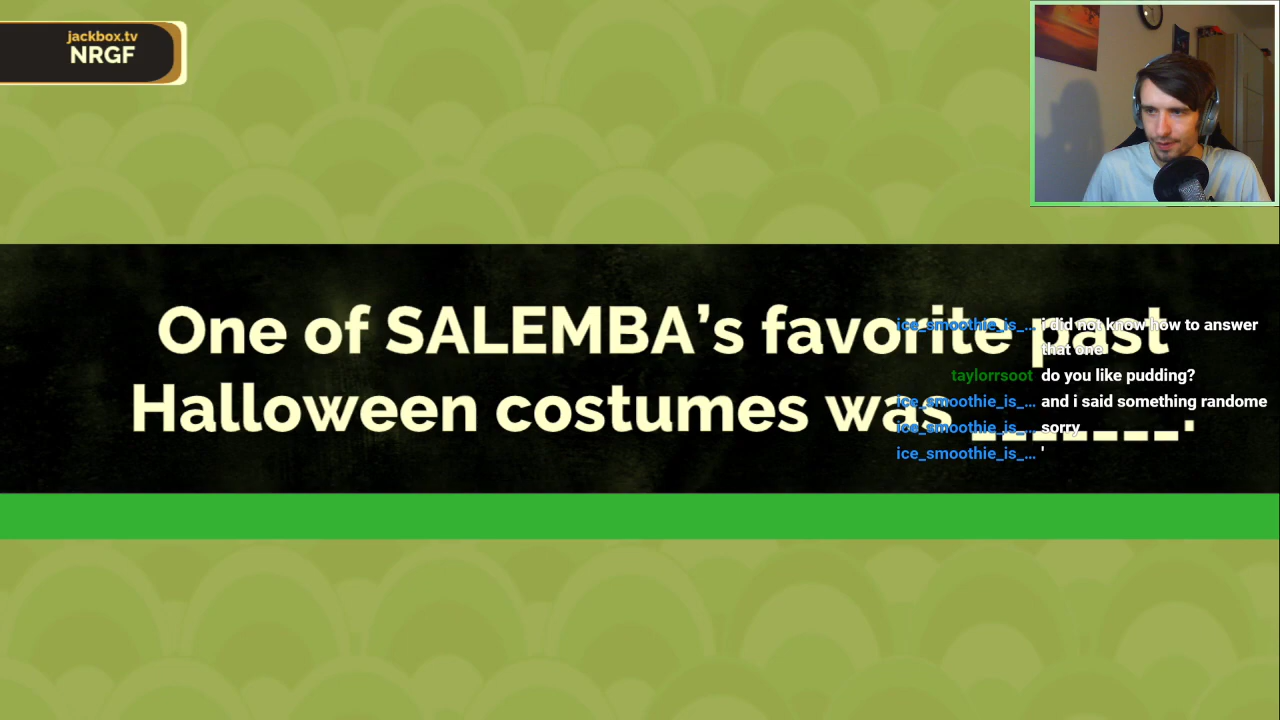 jackbox.tv
NRGF
One of SALEMBA’s favorite past
Halloween costumes was _______.
ice_smoothie_is_... i did not know how to answer
that one
taylorrsoot do you like pudding?
ice_smoothie_is_... and i said something randome
ice_smoothie_is_... sorry
ice_smoothie_is_... '